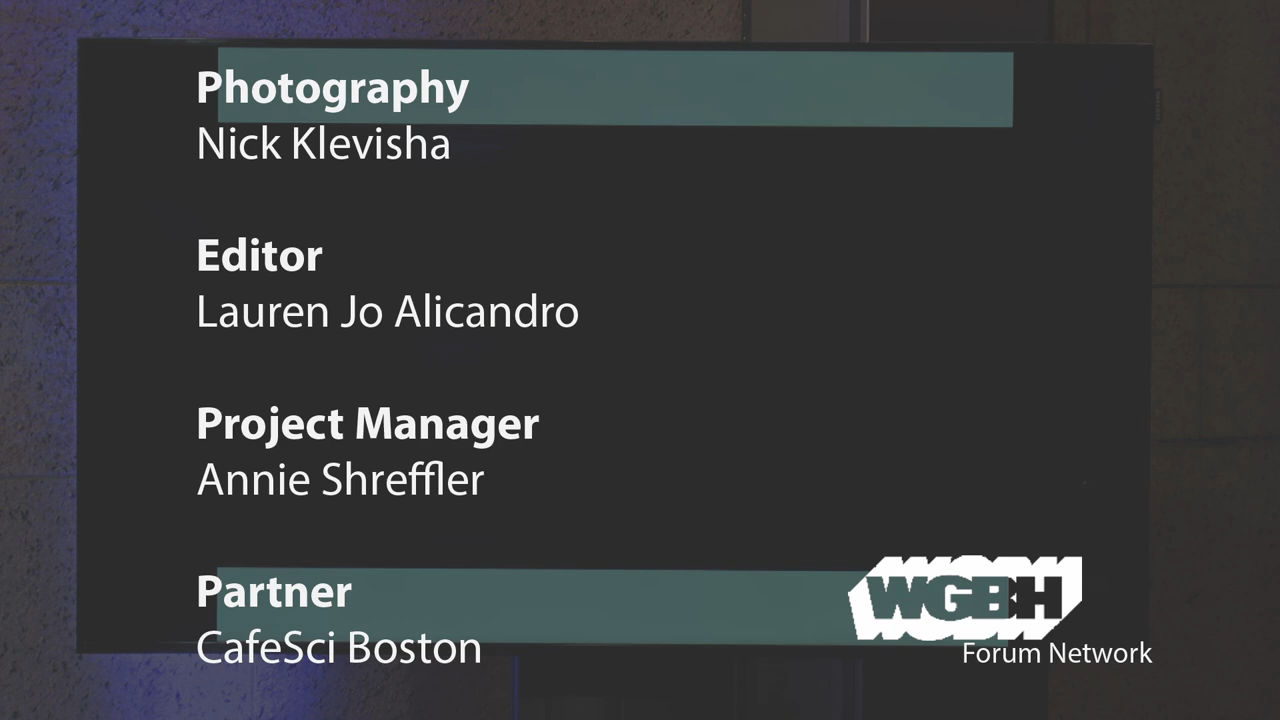 Photography
Nick Klevisha
Editor
Lauren Jo Alicandro
Project Manager
Annie Shreffler
Partner
CafeSci Boston
WGBH
Forum Network